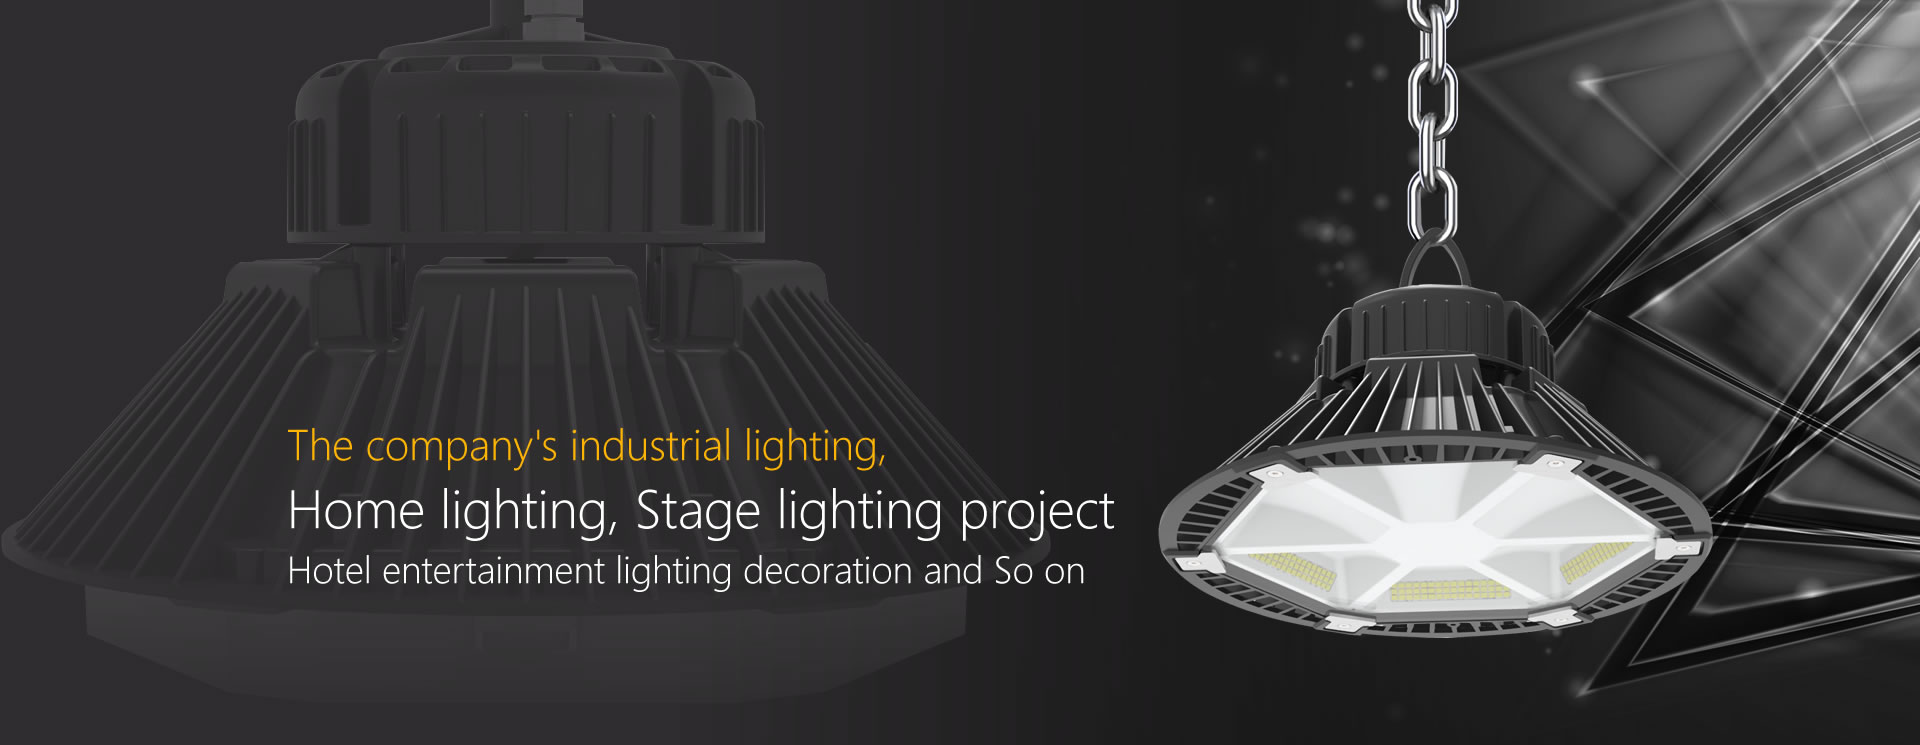 The company's industrial lighting,
Home lighting, Stage lighting project
Hotel entertainment lighting decoration and So on